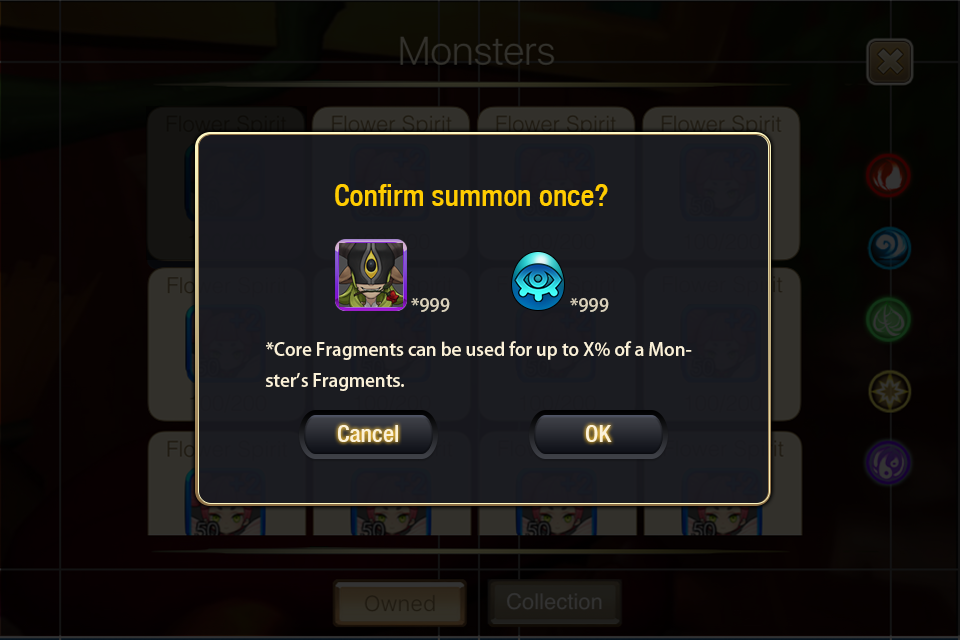 Monsters
Flower Spirit Flower Spirit Flower Spirit Flower Spirit
Confirm summon once?
*999 *999
*Core Fragments can be used for up to X% of a Mon-
ster’s Fragments.
Cancel OK
50 50 50 50
Owned Collection